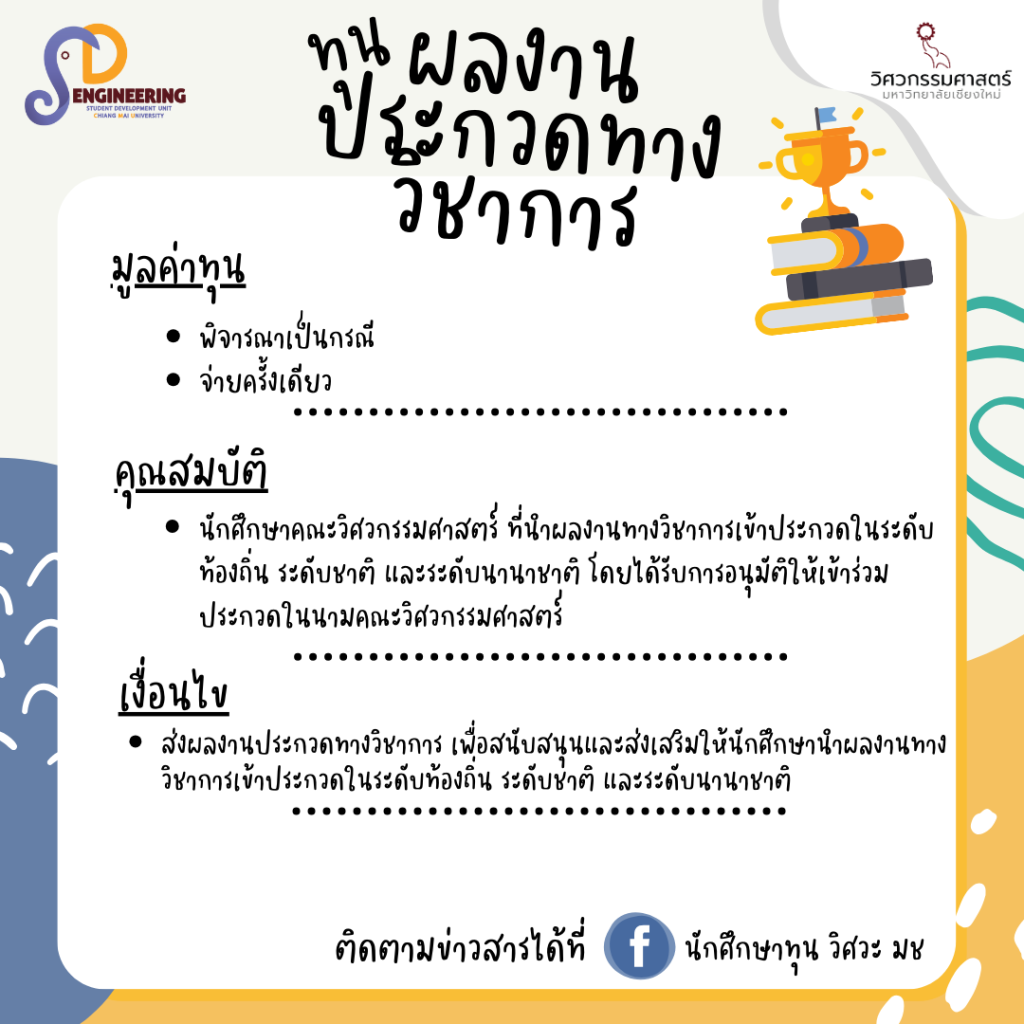 SD
ENGINEERING
STUDENT DEVELOPMENT UNIT
CHIANG MAI UNIVERSITY
วิศวกรรมศาสตร์
มหาวิทยาลัยเชียงใหม่
ทุน ผลงาน
ประกวดทาง
วิชาการ
มูลค่าทุน
พิจารณาเป็นกรณี
จ่ายครั้งเดียว
คุณสมบัติ
นักศึกษาคณะวิศวกรรมศาสตร์ ที่นำผลงานทางวิชาการเข้าประกวดในระดับ
ท้องถิ่น ระดับชาติ และระดับนานาชาติ โดยได้รับการอนุมัติให้เข้าร่วม
ประกวดในนามคณะวิศวกรรมศาสตร์
เงื่อนไข
ส่งผลงานประกวดทางวิชาการ เพื่อสนับสนุนและส่งเสริมให้นักศึกษานำผลงานทาง
วิชาการเข้าประกวดในระดับท้องถิ่น ระดับชาติ และระดับนานาชาติ
ติดตามข่าวสารได้ที่ f นักศึกษาทุน วิศวะ มช